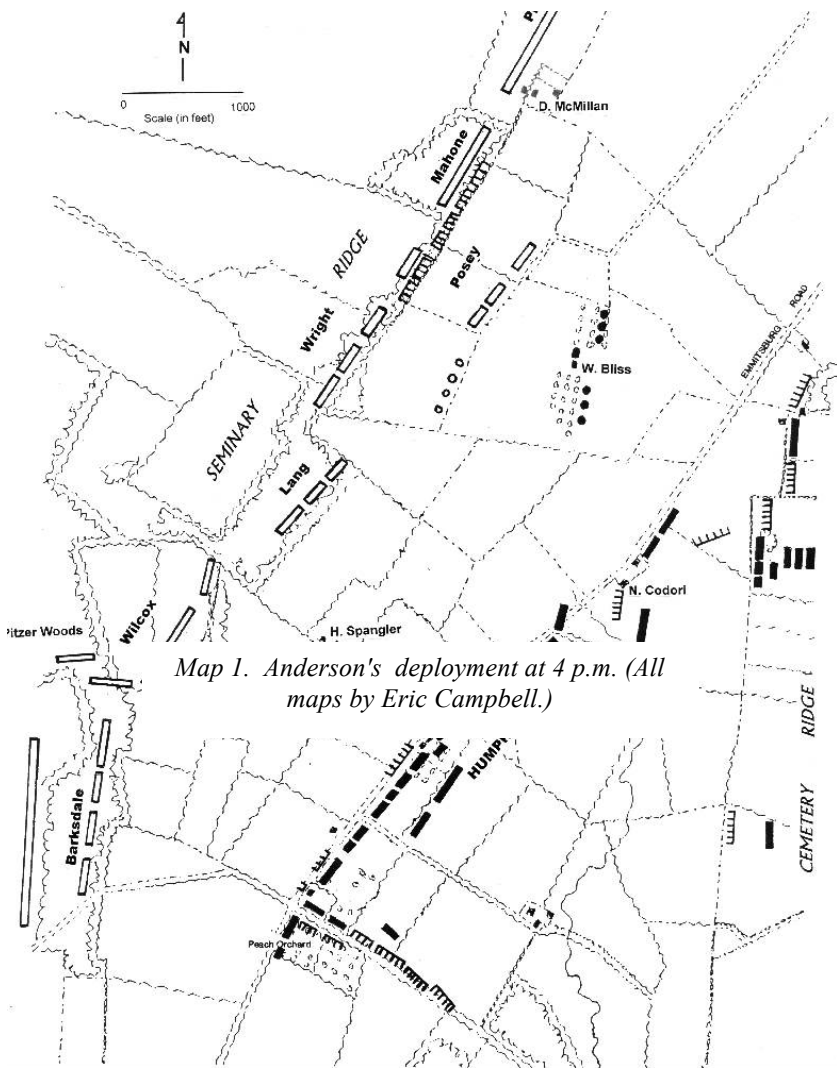 N
0 1000
Scale (in feet)
D. McMillan
Mahone
RIDGE
Posey
Wright
EMMITSBURG ROAD
W. Bliss
SEMINARY
Lang
N. Codori
Wilcox
itzer Woods
H. Spangler
Map 1. Anderson's deployment at 4 p.m. (All
maps by Eric Campbell.)
RIDGE
HUMP
Barksdale
CEMETERY
Peach Orchard